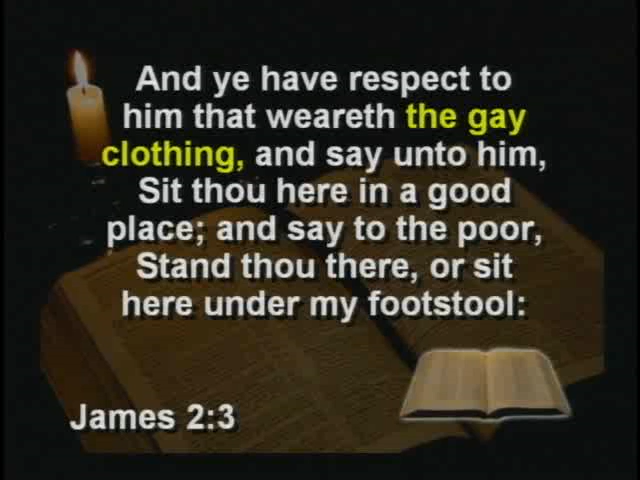 And ye have respect to
him that weareth the gay
clothing, and say unto him,
Sit thou here in a good
place; and say to the poor,
Stand thou there, or sit
here under my footstool:
James 2:3